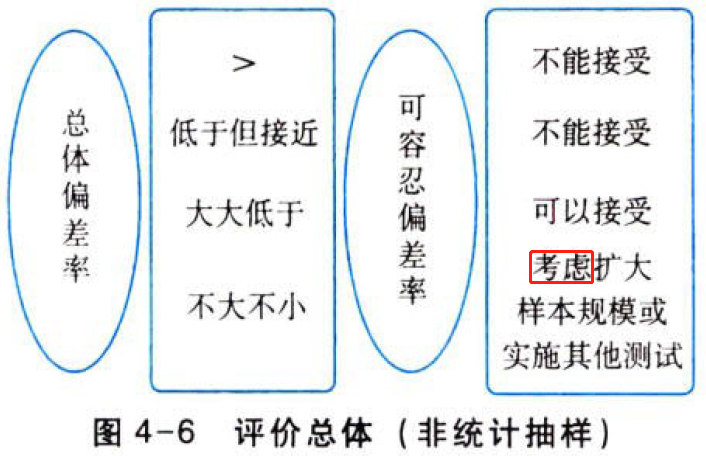 总体偏差率
>
低于但接近
大大低于
不大不小
可容忍偏差率
不能接受
不能接受
可以接受
考虑扩大
样本规模或
实施其他测试
图 4-6 评价总体（非统计抽样）